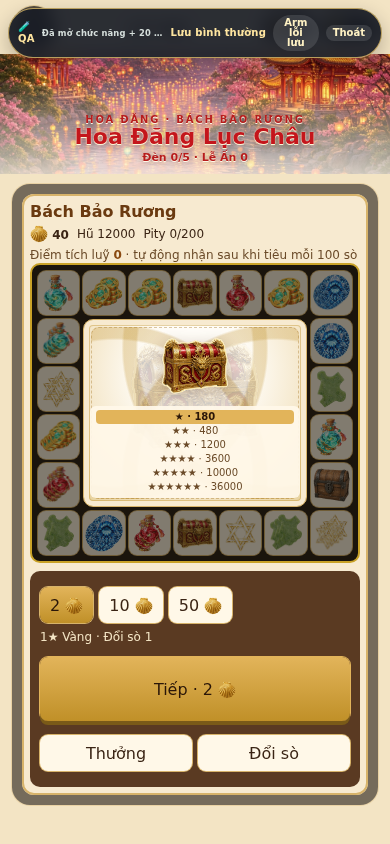 QA
Đã mở chức năng + 20 ...
Lưu bình thường
Arm lỗi lưu
Thoát
HOA ĐĂNG · BÁCH BẢO RƯƠNG
Hoa Đăng Lục Châu
Đèn 0/5 · Lễ Ấn 0
Bách Bảo Rương
40 Hũ 12000 Pity 0/200
Điểm tích luỹ 0 · tự động nhận sau khi tiêu mỗi 100 sò
★ · 180
★★ · 480
★★★ · 1200
★★★★ · 3600
★★★★★ · 10000
★★★★★★ · 36000
2 10 50
1★ Vàng · Đổi sò 1
Tiếp · 2
Thưởng Đổi sò